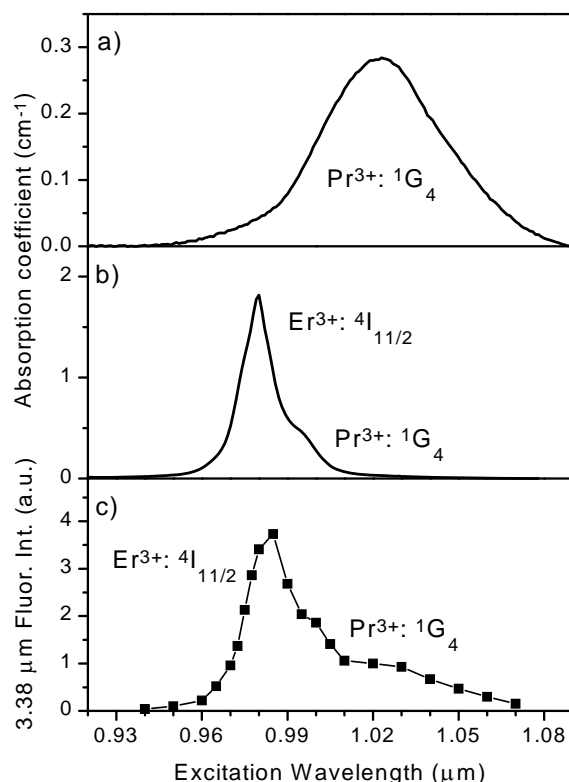 a)
0.3
0.2
0.1
0.0
Pr³⁺: ¹G₄
Absorption coefficient (cm⁻¹)
b)
2
1
0
Er³⁺: ⁴I₁₁/₂
Pr³⁺: ¹G₄
c)
4
3
2
1
0
Er³⁺: ⁴I₁₁/₂
Pr³⁺: ¹G₄
3.38 μm Fluor. Int. (a.u.)
0.93 0.96 0.99 1.02 1.05 1.08
Excitation Wavelength (μm)